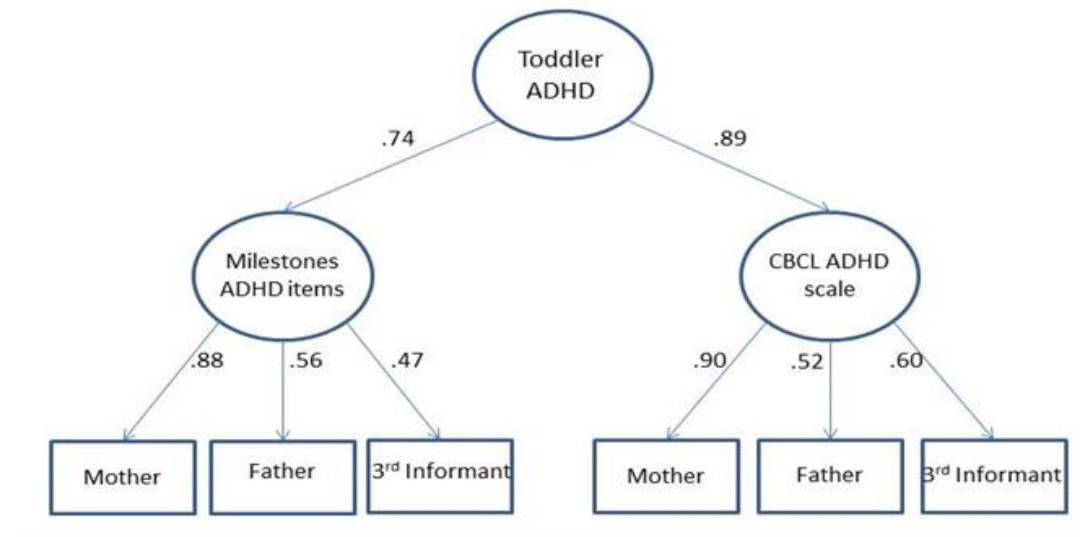 Toddler
ADHD
.74
.89
Milestones
ADHD items
CBCL ADHD
scale
.88
.56
.47
.90
.52
.60
Mother
Father
3rd Informant
Mother
Father
3rd Informant